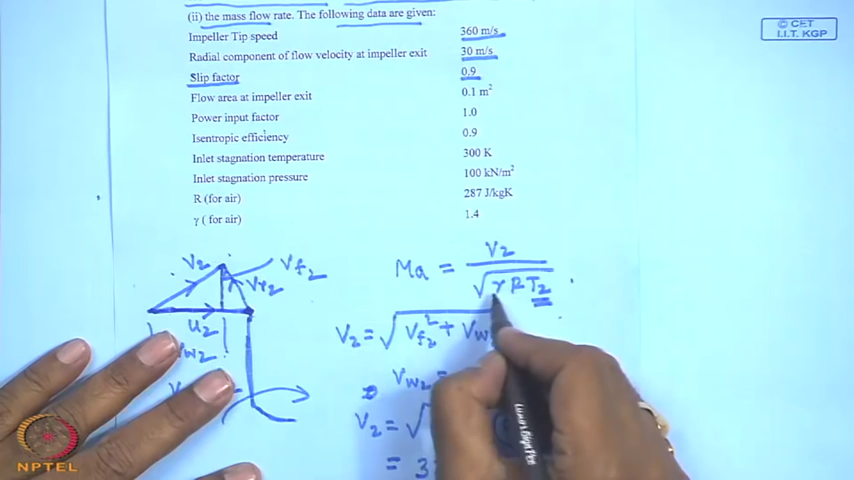 (ii) the mass flow rate. The following data are given:
Impeller Tip speed 360 m/s
Radial component of flow velocity at impeller exit 30 m/s
Slip factor 0.9
Flow area at impeller exit 0.1 m²
Power input factor 1.0
Isentropic efficiency 0.9
Inlet stagnation temperature 300 K
Inlet stagnation pressure 100 kN/m²
R (for air) 287 J/kgK
γ ( for air) 1.4
© CET
I.I.T. KGP
V2 Vf2
Vr2
u2
Vw2
Ma = V2 / √γRT2
V2 = √Vf2² + Vw
Vw2 =
V2 = √
= 3
NPTEL